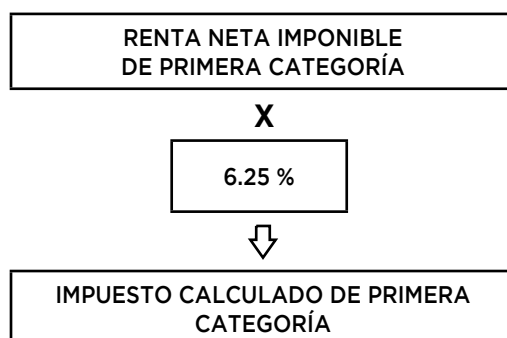 RENTA NETA IMPONIBLE
DE PRIMERA CATEGORÍA
X
6.25 %
IMPUESTO CALCULADO DE PRIMERA
CATEGORÍA